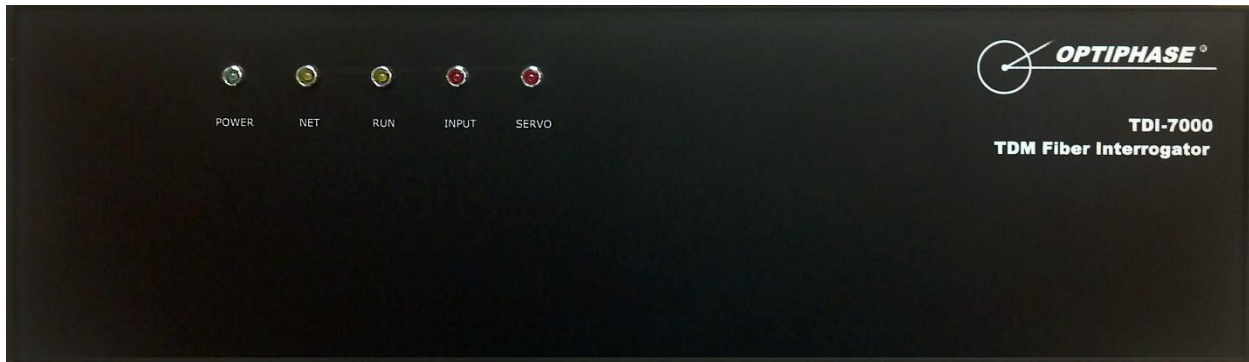 OPTIPHASE®
TDI-7000
TDM Fiber Interrogator
POWER NET RUN INPUT SERVO